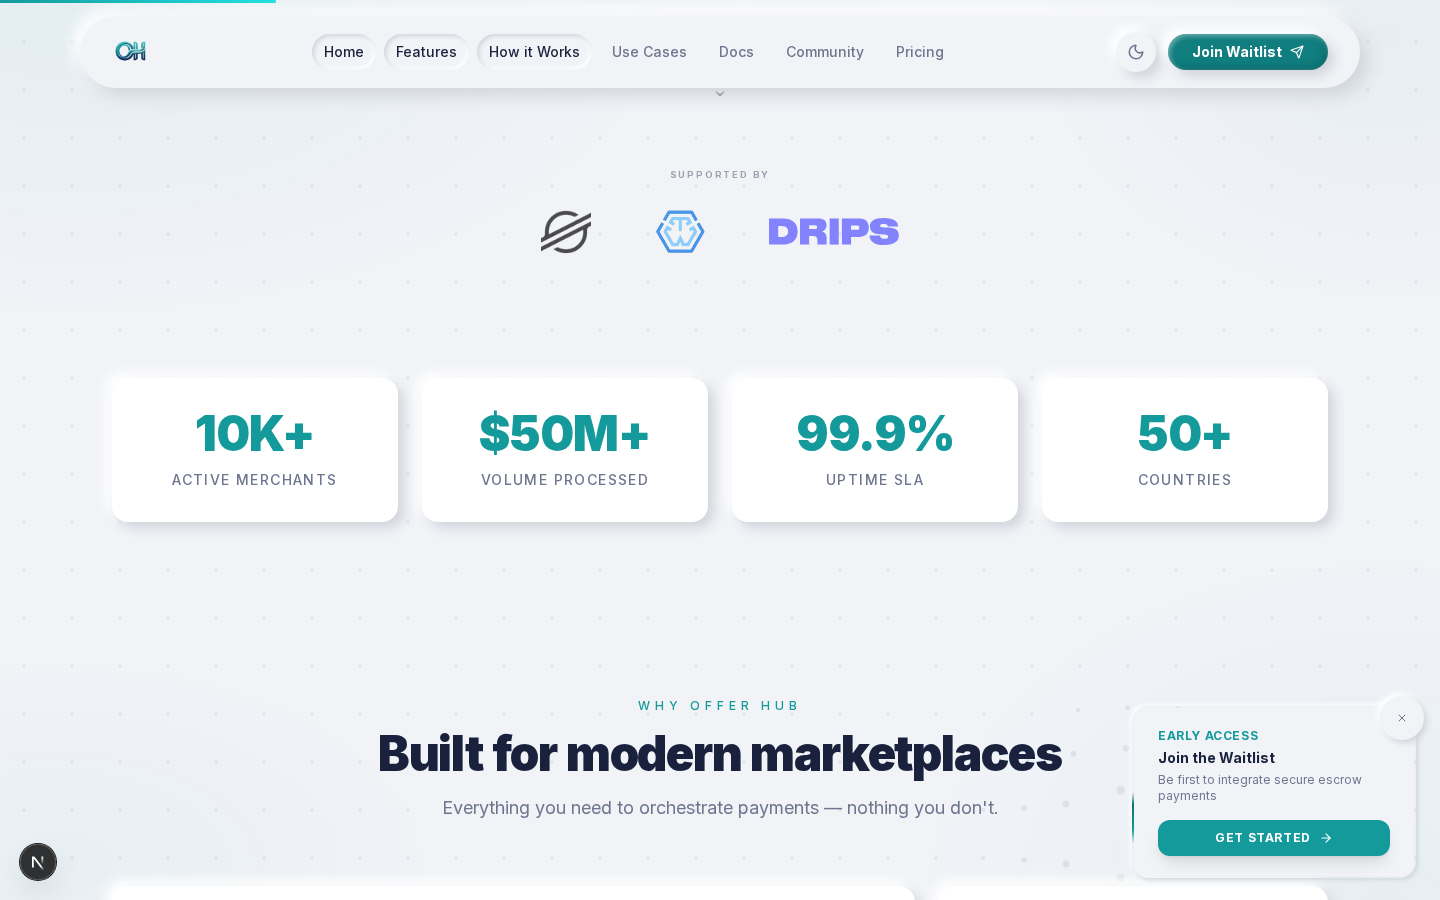 OH
Home
Features
How it Works
Use Cases
Docs
Community
Pricing
Join Waitlist
SUPPORTED BY
TW
DRIPS
10K+
ACTIVE MERCHANTS
$50M+
VOLUME PROCESSED
99.9%
UPTIME SLA
50+
COUNTRIES
WHY OFFER HUB
Built for modern marketplaces
Everything you need to orchestrate payments — nothing you don't.
EARLY ACCESS
Join the Waitlist
Be first to integrate secure escrow
payments
GET STARTED
N